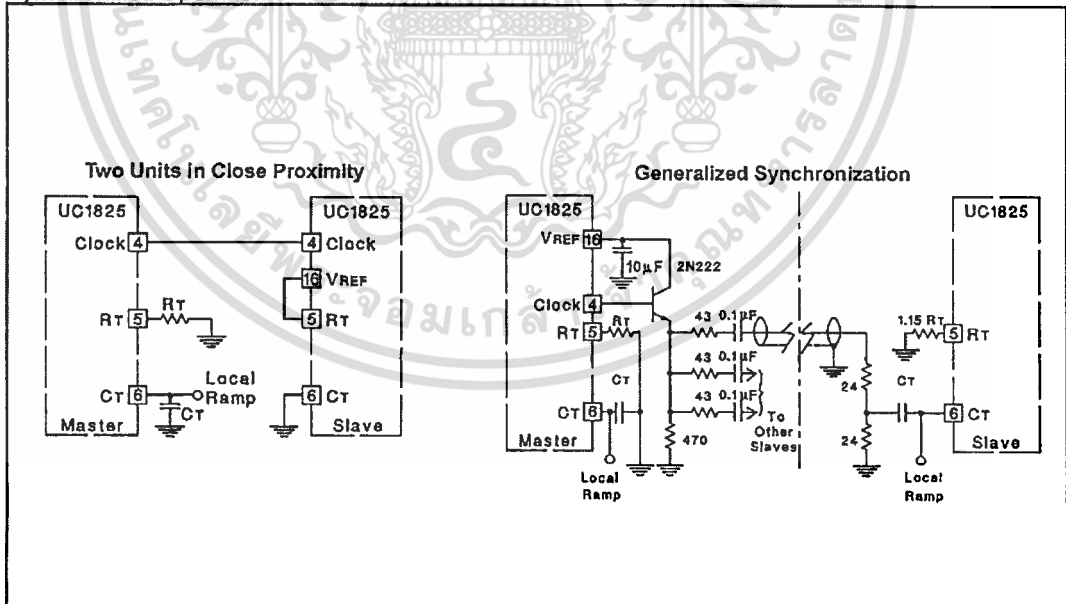 Two Units in Close Proximity
UC1825
Clock 4
RT 5
CT 6
RT
Local
Ramp
CT
Master
UC1825
4 Clock
16 VREF
5 RT
6 CT
Slave
Generalized Synchronization
UC1825
VREF 16
10µF 2N222
Clock 4
RT 5
RT
CT
CT 6
Master
Local
Ramp
43 0.1µF
43 0.1µF
43 0.1µF
To
Other
Slaves
470
24
24
CT
1.15 RT
UC1825
5 RT
6 CT
Slave
Local
Ramp